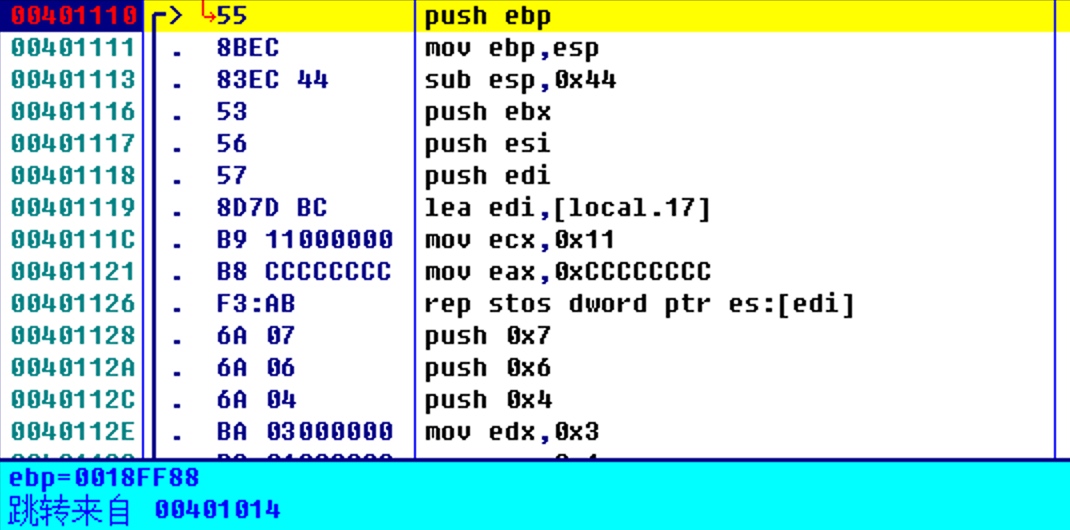 00401110 > 55 push ebp
00401111 . 8BEC mov ebp,esp
00401113 . 83EC 44 sub esp,0x44
00401116 . 53 push ebx
00401117 . 56 push esi
00401118 . 57 push edi
00401119 . 8D7D BC lea edi,[local.17]
0040111C . B9 11000000 mov ecx,0x11
00401121 . B8 CCCCCCCC mov eax,0xCCCCCCCC
00401126 . F3:AB rep stos dword ptr es:[edi]
00401128 . 6A 07 push 0x7
0040112A . 6A 06 push 0x6
0040112C . 6A 04 push 0x4
0040112E . BA 03000000 mov edx,0x3
ebp=0018FF88
跳转来自 00401014